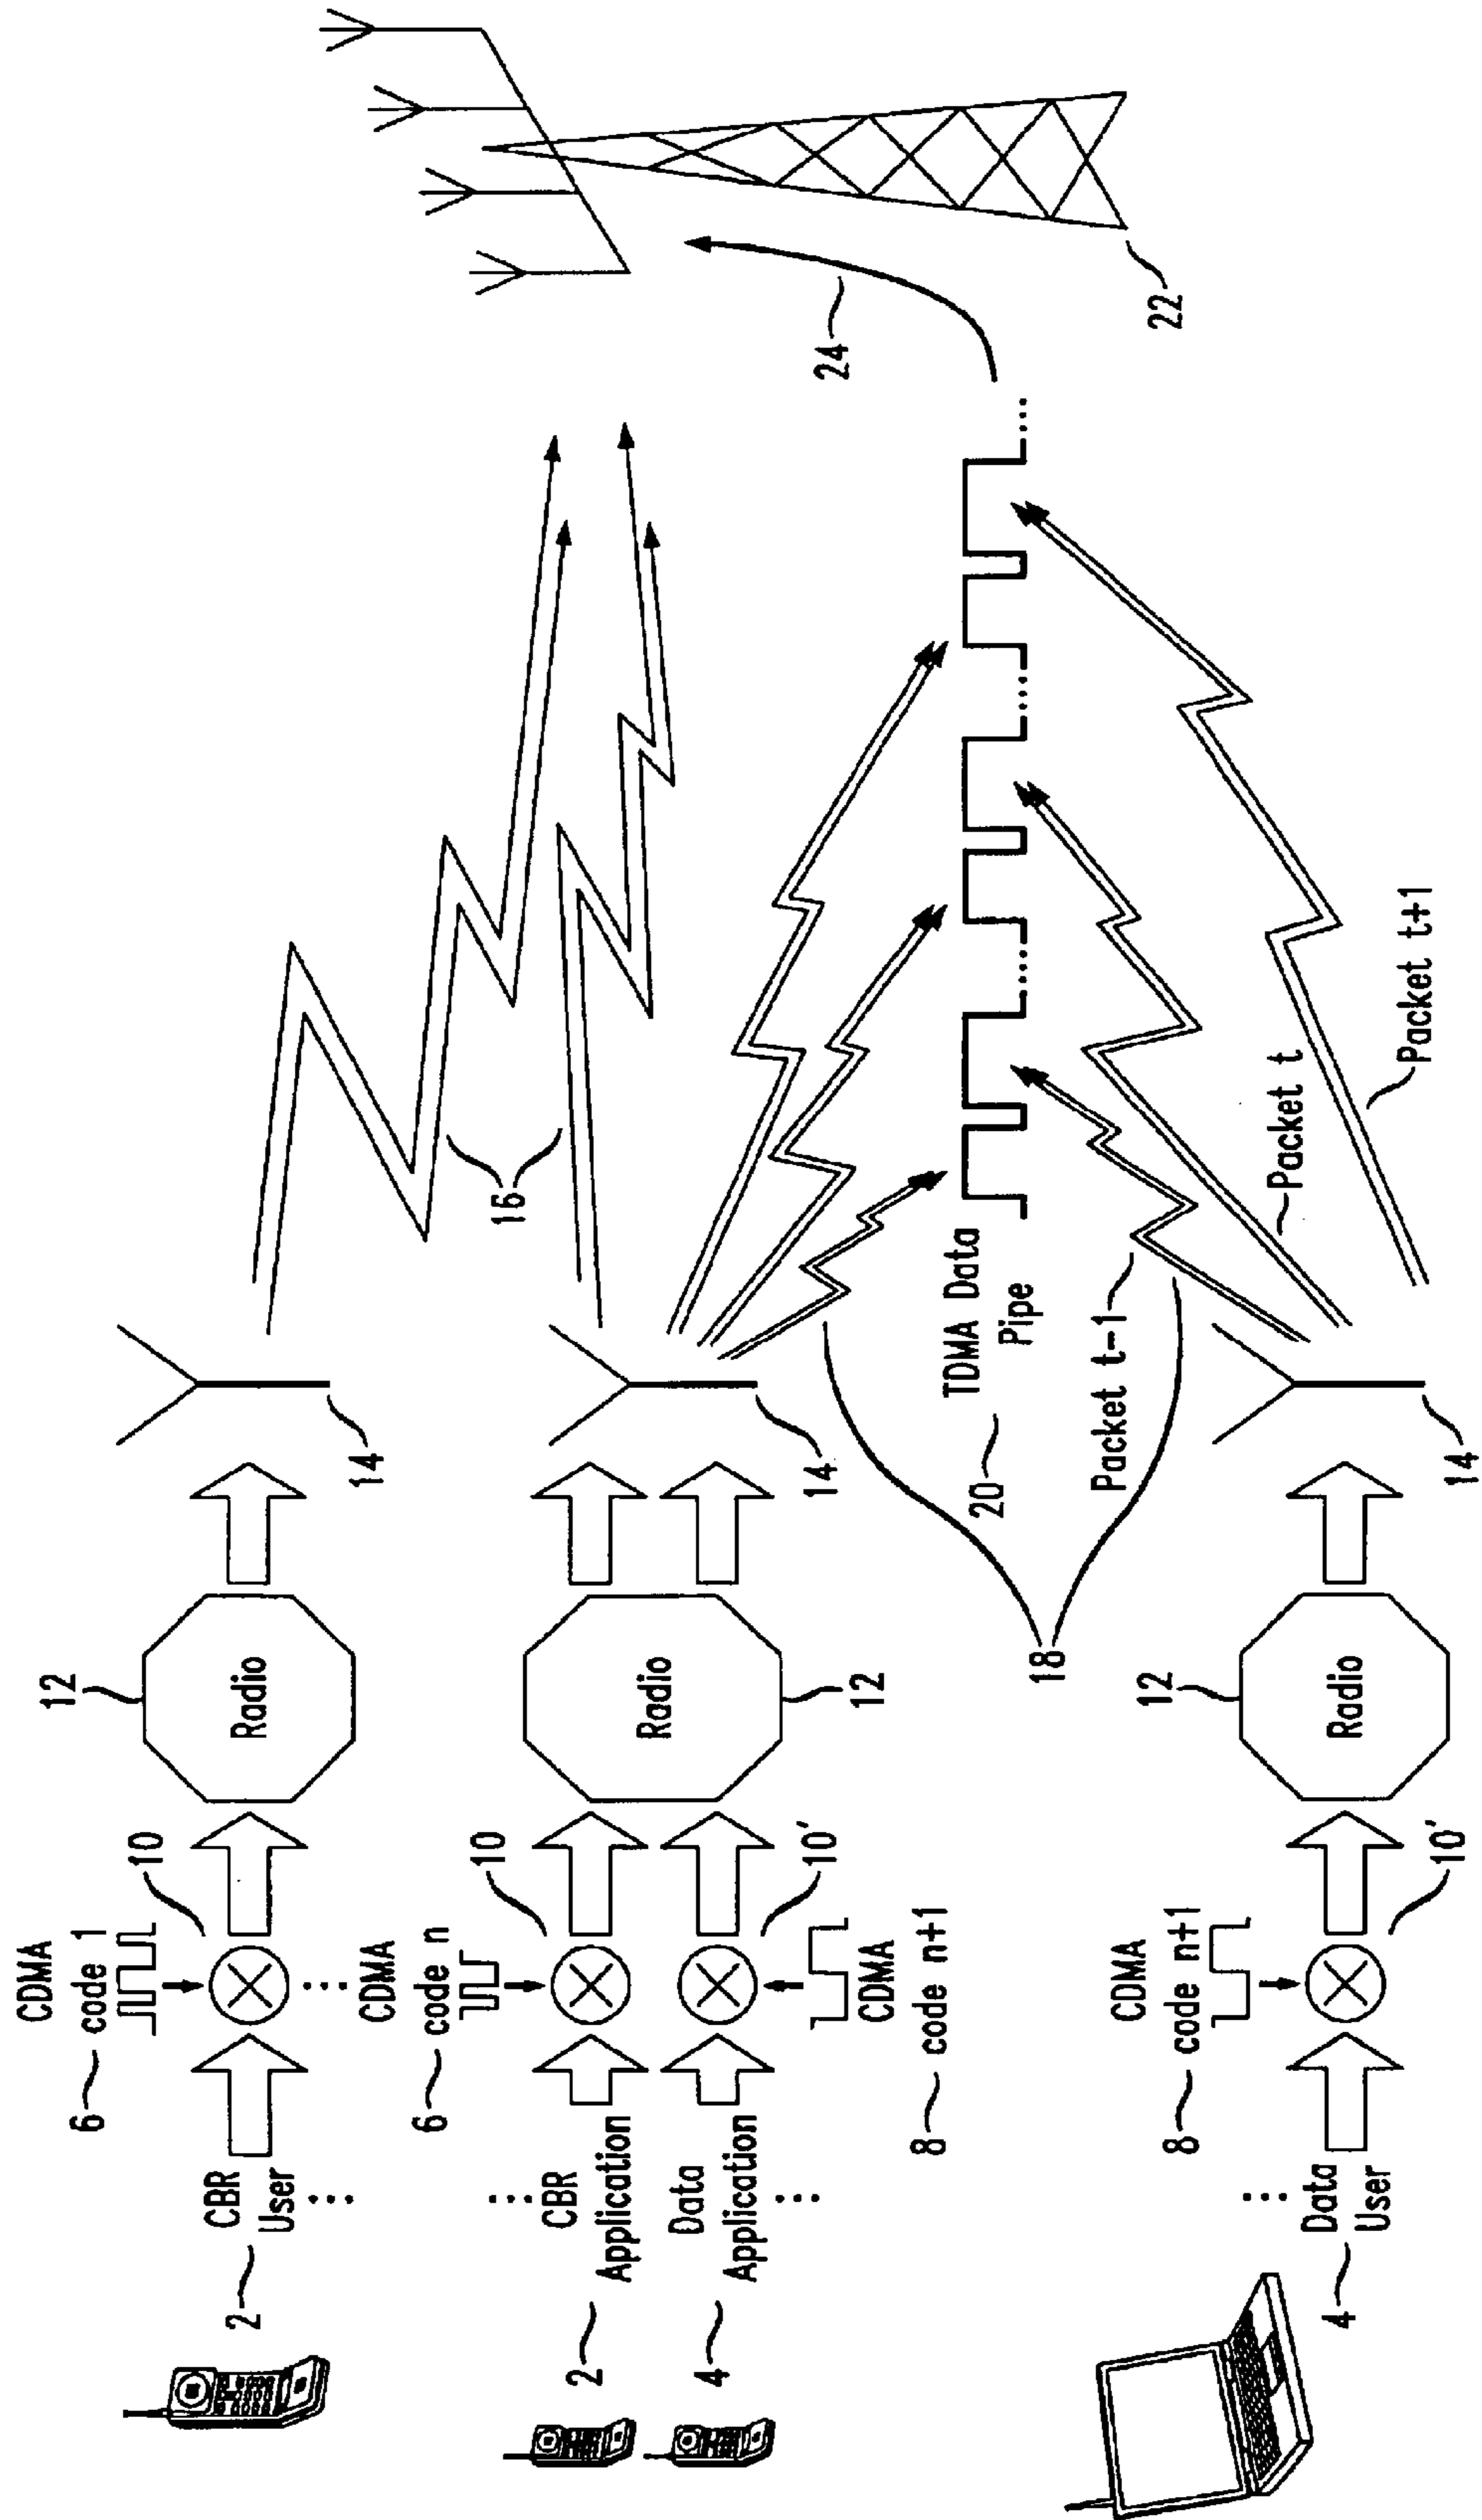 CDMA
6 code 1
10
12
2 CBR
User
Radio
14
16
CDMA
6 code n
10
2 CBR
Application
4 Data
Application
10'
CDMA
8 code n+1
Radio
12
14
18
20 TDMA Data
Pipe
24
22
Packet t-1
Packet t
Packet t+1
CDMA
8 code n+1
12
4 Data
User
10'
Radio
14